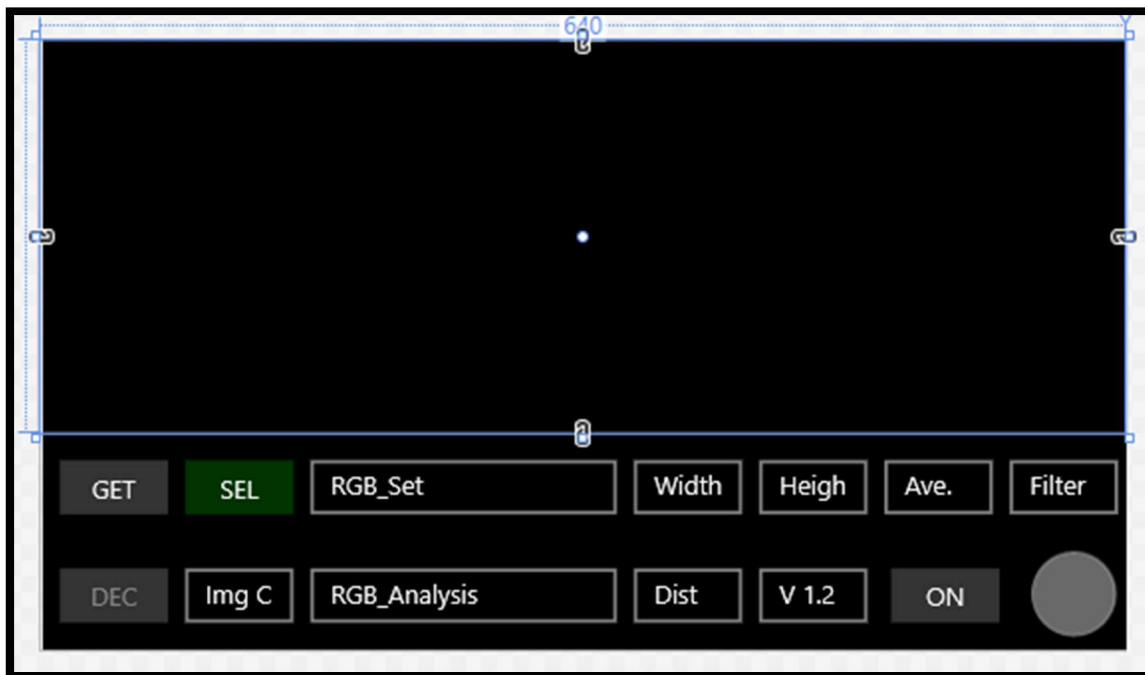 640
GET SEL RGB_Set Width Heigh Ave. Filter
DEC Img C RGB_Analysis Dist V 1.2 ON